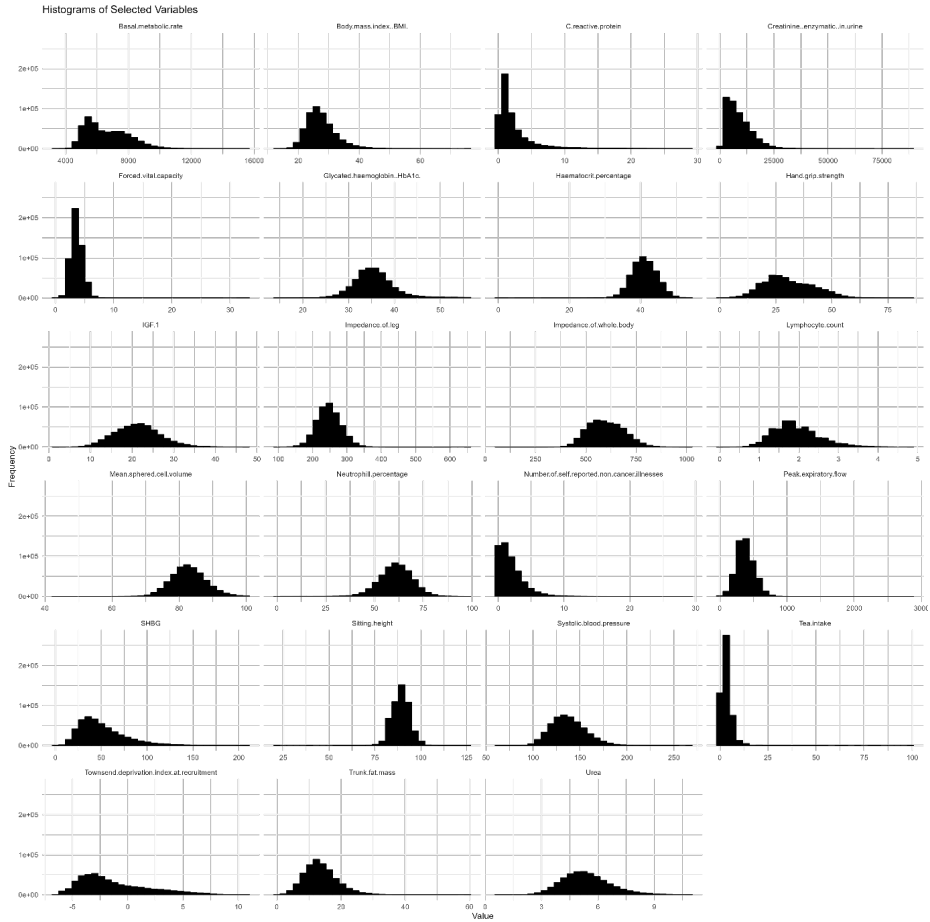 Histograms of Selected Variables
Basal.metabolic.rate Body.mass.index..BMI. C.reactive.protein Creatinine..enzymatic..in.urine
2e+05
1e+05
0e+00
4000 8000 12000 16000 20 40 60 0 10 20 30 0 25000 50000 75000
Forced.vital.capacity Glycated.haemoglobin..HbA1c. Haematocrit.percentage Hand.grip.strength
2e+05
1e+05
0e+00
0 10 20 30 20 30 40 50 0 20 40 0 25 50 75
IGF.1 Impedance.of.leg Impedance.of.whole.body Lymphocyte.count
2e+05
1e+05
0e+00
0 10 20 30 40 50 100 200 300 400 500 600 0 250 500 750 1000 0 1 2 3 4 5
Frequency
Mean.sphered.cell.volume Neutrophill.percentage Number.of.self.reported.non.cancer.illnesses Peak.expiratory.flow
2e+05
1e+05
0e+00
40 60 80 100 0 25 50 75 100 0 10 20 30 0 1000 2000 3000
SHBG Sitting.height Systolic.blood.pressure Tea.intake
2e+05
1e+05
0e+00
0 50 100 150 200 25 50 75 100 125 50 100 150 200 250 0 25 50 75 100
Townsend.deprivation.index.at.recruitment Trunk.fat.mass Urea
2e+05
1e+05
0e+00
-5 0 5 10 0 20 40 60 0 3 6 9
Value